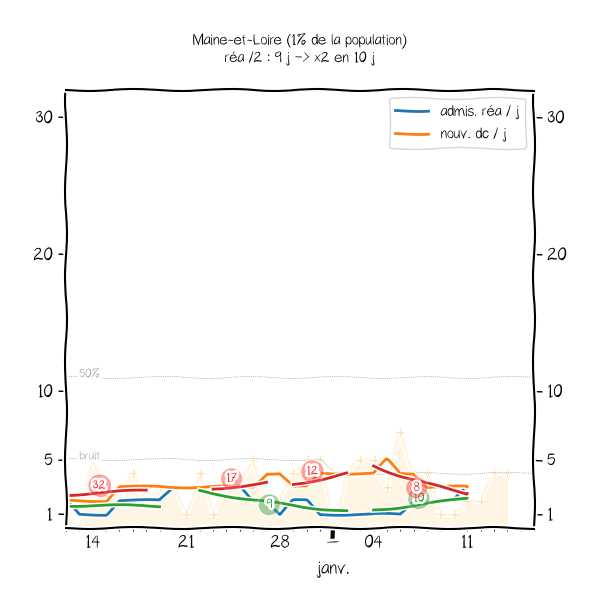 Maine-et-Loire (1% de la population)
réa /2 : 9 j -> x2 en 10 j
admis. réa / j
nouv. dc / j
30 30
20 20
50%
10 10
bruit
5 5
32 17 12 8
9 10
1 1
14 21 28 04 11
janv.